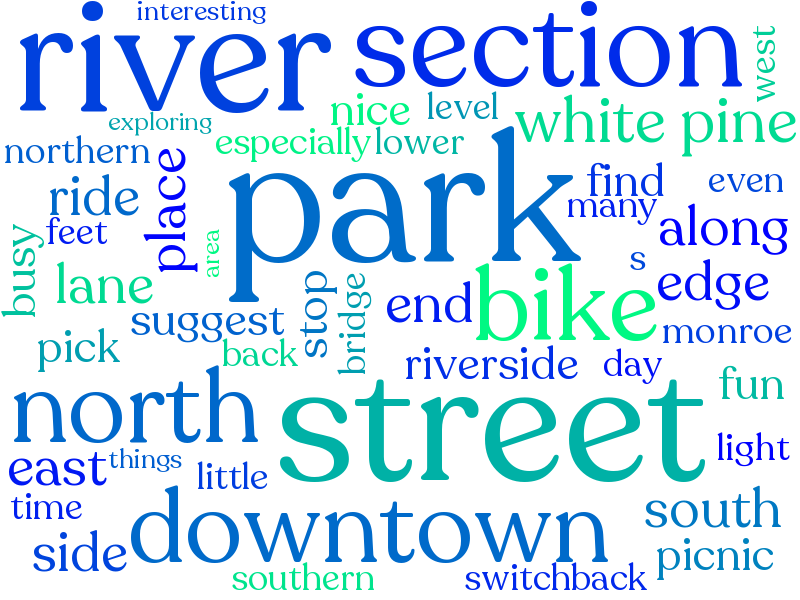 interesting
river
section
west
exploring
nice
level
white pine
northern
especially
lower
place
park
find
even
ride
many
feet
along
busy
area
s
lane
stop
bridge
end
bike
edge
suggest
monroe
pick
back
riverside
day
north
street
fun
east
things
little
light
time
downtown
south
side
picnic
southern
switchback